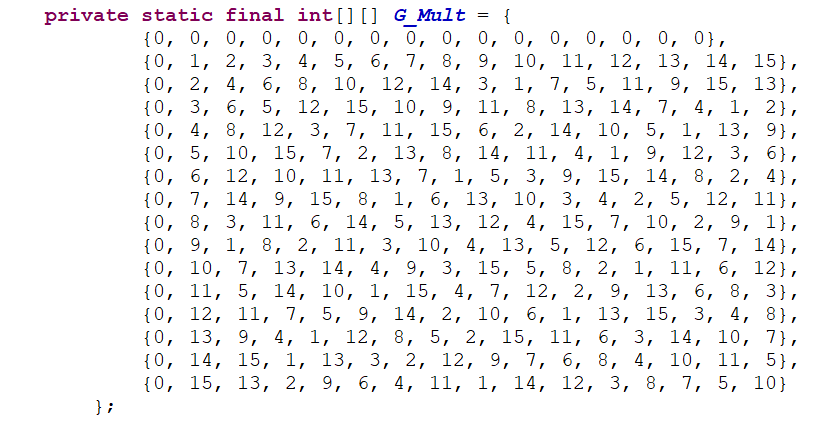 private static final int[][] G_Mult = {
{0, 0, 0, 0, 0, 0, 0, 0, 0, 0, 0, 0, 0, 0, 0, 0},
{0, 1, 2, 3, 4, 5, 6, 7, 8, 9, 10, 11, 12, 13, 14, 15},
{0, 2, 4, 6, 8, 10, 12, 14, 3, 1, 7, 5, 11, 9, 15, 13},
{0, 3, 6, 5, 12, 15, 10, 9, 11, 8, 13, 14, 7, 4, 1, 2},
{0, 4, 8, 12, 3, 7, 11, 15, 6, 2, 14, 10, 5, 1, 13, 9},
{0, 5, 10, 15, 7, 2, 13, 8, 14, 11, 4, 1, 9, 12, 3, 6},
{0, 6, 12, 10, 11, 13, 7, 1, 5, 3, 9, 15, 14, 8, 2, 4},
{0, 7, 14, 9, 15, 8, 1, 6, 13, 10, 3, 4, 2, 5, 12, 11},
{0, 8, 3, 11, 6, 14, 5, 13, 12, 4, 15, 7, 10, 2, 9, 1},
{0, 9, 1, 8, 2, 11, 3, 10, 4, 13, 5, 12, 6, 15, 7, 14},
{0, 10, 7, 13, 14, 4, 9, 3, 15, 5, 8, 2, 1, 11, 6, 12},
{0, 11, 5, 14, 10, 1, 15, 4, 7, 12, 2, 9, 13, 6, 8, 3},
{0, 12, 11, 7, 5, 9, 14, 2, 10, 6, 1, 13, 15, 3, 4, 8},
{0, 13, 9, 4, 1, 12, 8, 5, 2, 15, 11, 6, 3, 14, 10, 7},
{0, 14, 15, 1, 13, 3, 2, 12, 9, 7, 6, 8, 4, 10, 11, 5},
{0, 15, 13, 2, 9, 6, 4, 11, 1, 14, 12, 3, 8, 7, 5, 10}
};